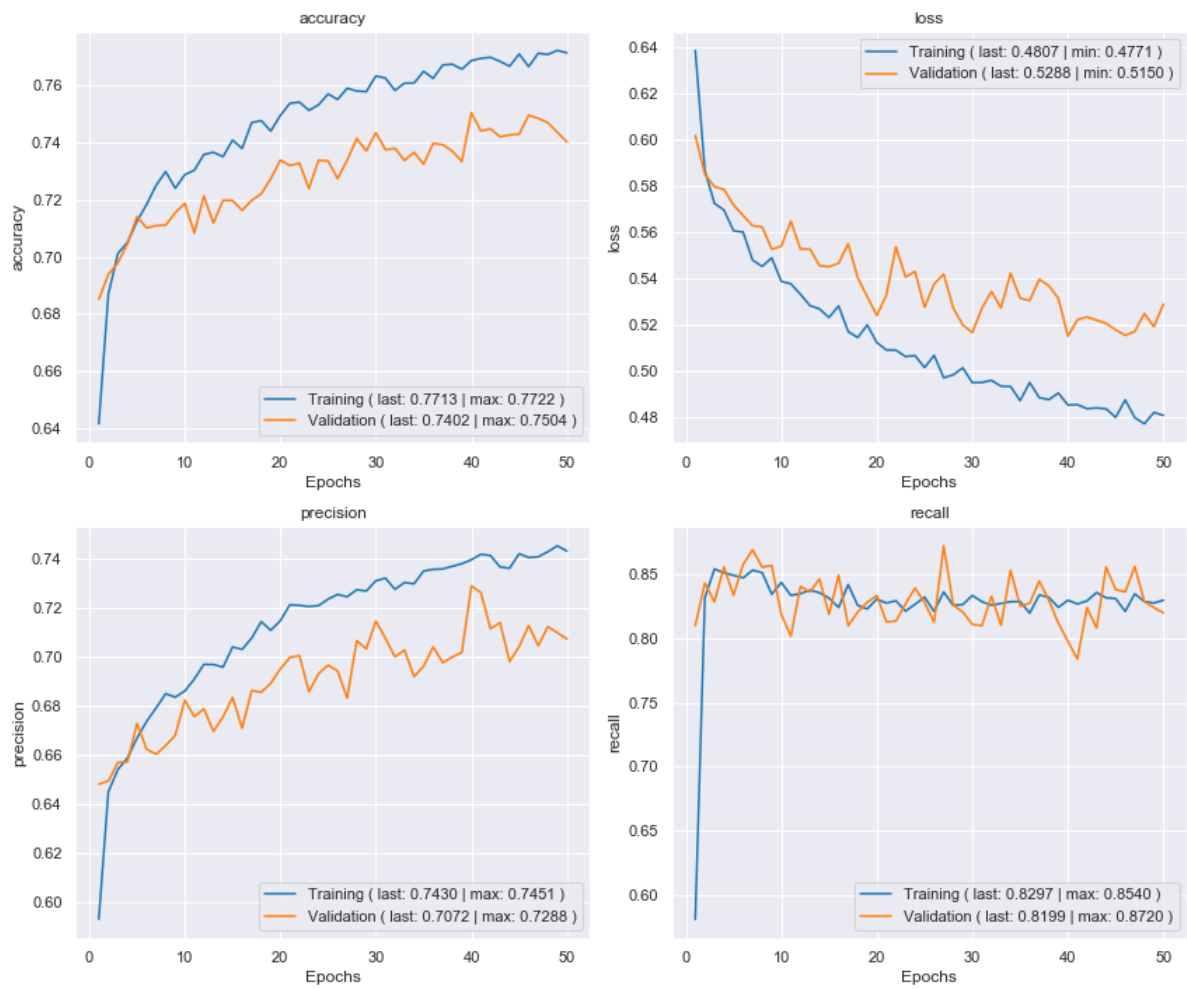 accuracy
0.76
0.74
0.72
0.70
0.68
0.66
0.64
accuracy
Training ( last: 0.7713 | max: 0.7722 )
Validation ( last: 0.7402 | max: 0.7504 )
0 10 20 30 40 50
Epochs
loss
0.64
0.62
0.60
0.58
0.56
0.54
0.52
0.50
0.48
loss
Training ( last: 0.4807 | min: 0.4771 )
Validation ( last: 0.5288 | min: 0.5150 )
0 10 20 30 40 50
Epochs
precision
0.74
0.72
0.70
0.68
0.66
0.64
0.62
0.60
precision
Training ( last: 0.7430 | max: 0.7451 )
Validation ( last: 0.7072 | max: 0.7288 )
0 10 20 30 40 50
Epochs
recall
0.85
0.80
0.75
0.70
0.65
0.60
recall
Training ( last: 0.8297 | max: 0.8540 )
Validation ( last: 0.8199 | max: 0.8720 )
0 10 20 30 40 50
Epochs